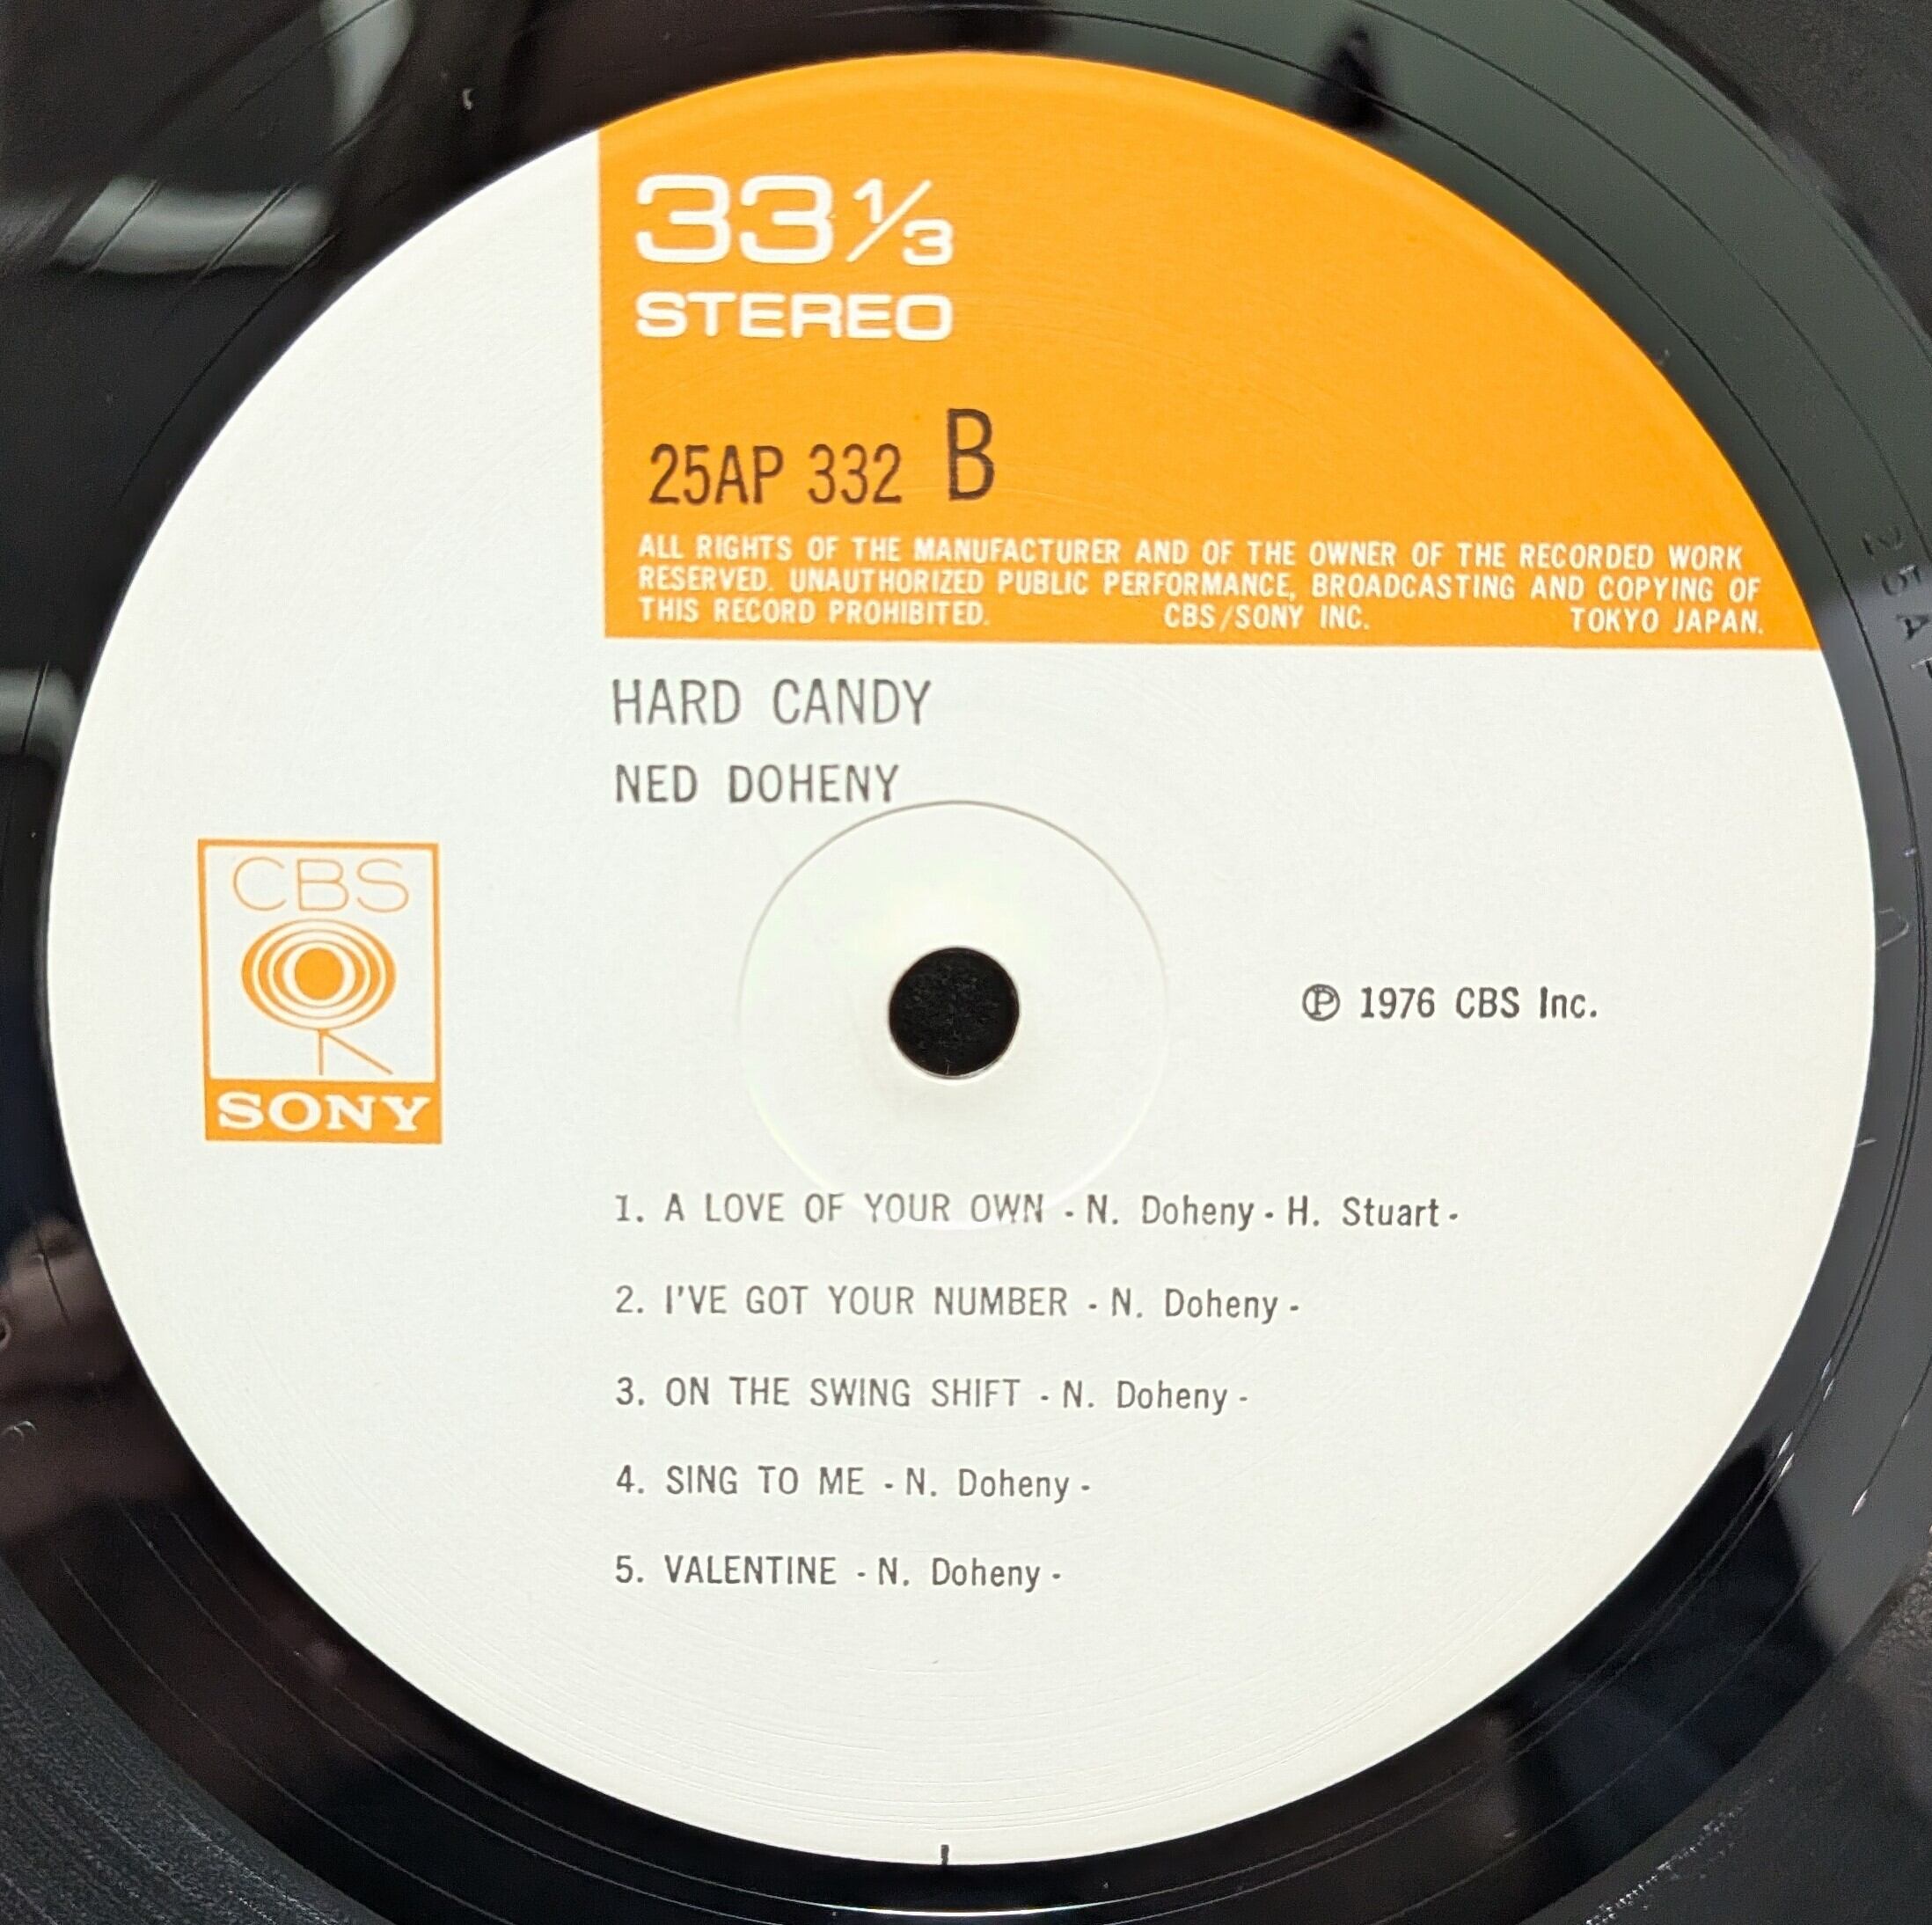 33 1/3
STEREO
25AP 332 B
ALL RIGHTS OF THE MANUFACTURER AND OF THE OWNER OF THE RECORDED WORK
RESERVED. UNAUTHORIZED PUBLIC PERFORMANCE, BROADCASTING AND COPYING OF
THIS RECORD PROHIBITED. CBS/SONY INC. TOKYO JAPAN.
HARD CANDY
NED DOHENY
CBS
SONY
℗ 1976 CBS Inc.
1. A LOVE OF YOUR OWN - N. Doheny - H. Stuart -
2. I'VE GOT YOUR NUMBER - N. Doheny -
3. ON THE SWING SHIFT - N. Doheny -
4. SING TO ME - N. Doheny -
5. VALENTINE - N. Doheny -
25AP